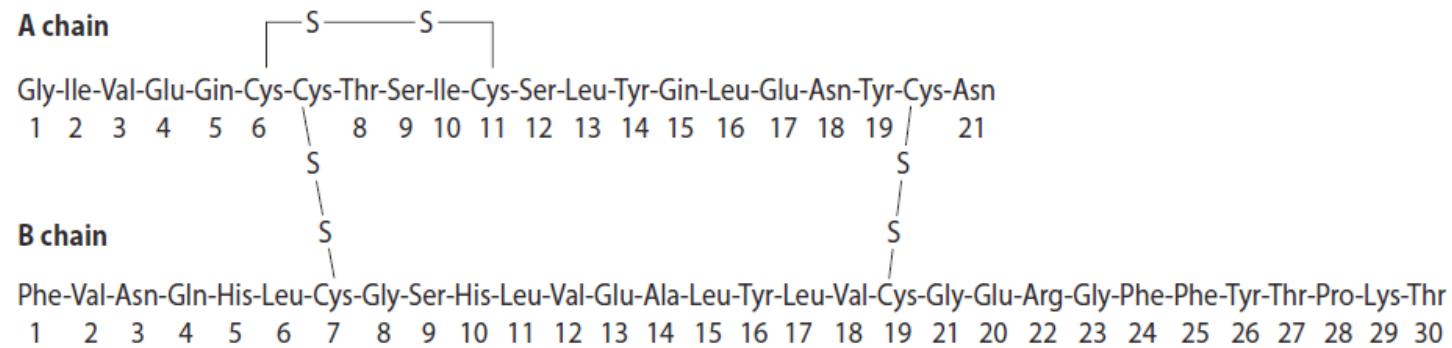 A chain
S S
Gly-Ile-Val-Glu-Gin-Cys-Cys-Thr-Ser-Ile-Cys-Ser-Leu-Tyr-Gin-Leu-Glu-Asn-Tyr-Cys-Asn
1 2 3 4 5 6 8 9 10 11 12 13 14 15 16 17 18 19 21
S S
S S
B chain
Phe-Val-Asn-Gln-His-Leu-Cys-Gly-Ser-His-Leu-Val-Glu-Ala-Leu-Tyr-Leu-Val-Cys-Gly-Glu-Arg-Gly-Phe-Phe-Tyr-Thr-Pro-Lys-Thr
1 2 3 4 5 6 7 8 9 10 11 12 13 14 15 16 17 18 19 21 20 22 23 24 25 26 27 28 29 30